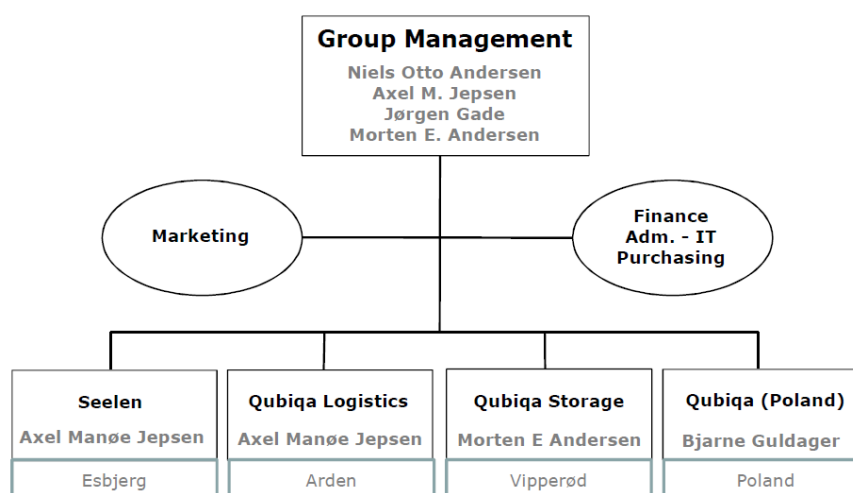 Group Management
Niels Otto Andersen
Axel M. Jepsen
Jørgen Gade
Morten E. Andersen
Marketing
Finance
Adm. - IT
Purchasing
Seelen
Axel Manøe Jepsen
Esbjerg
Qubiqa Logistics
Axel Manøe Jepsen
Arden
Qubiqa Storage
Morten E Andersen
Vipperød
Qubiqa (Poland)
Bjarne Guldager
Poland